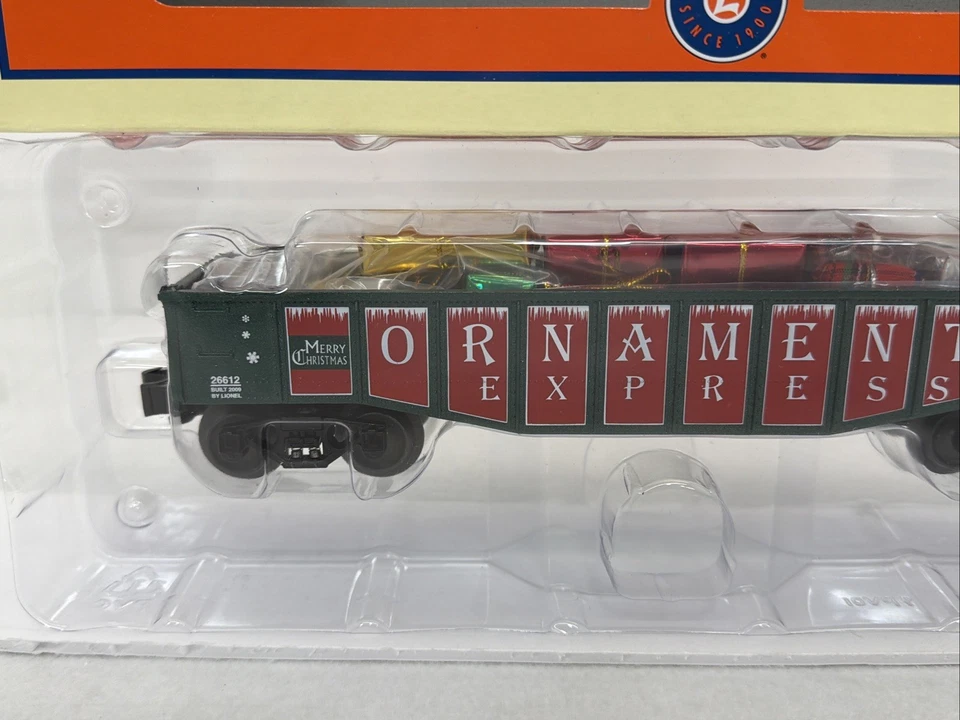 SINCE 1900
MERRY
CHRISTMAS
ORNAMENT
EXPRESS
26612
BUILT 2009
BY LIONEL